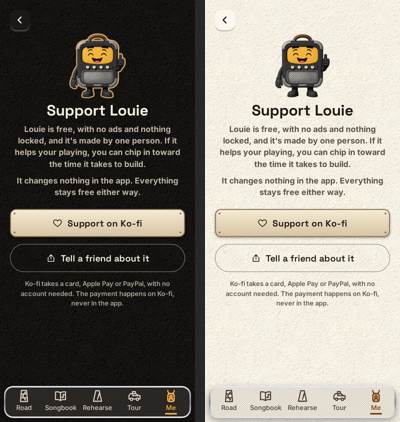 Support Louie
Louie is free, with no ads and nothing
locked, and it's made by one person. If it
helps your playing, you can chip in toward
the time it takes to build.
It changes nothing in the app. Everything
stays free either way.
Support on Ko-fi
Tell a friend about it
Ko-fi takes a card, Apple Pay or PayPal, with no
account needed. The payment happens on Ko-fi,
never in the app.
Road Songbook Rehearse Tour Me
Support Louie
Louie is free, with no ads and nothing
locked, and it's made by one person. If it
helps your playing, you can chip in toward
the time it takes to build.
It changes nothing in the app. Everything
stays free either way.
Support on Ko-fi
Tell a friend about it
Ko-fi takes a card, Apple Pay or PayPal, with no
account needed. The payment happens on Ko-fi,
never in the app.
Road Songbook Rehearse Tour Me